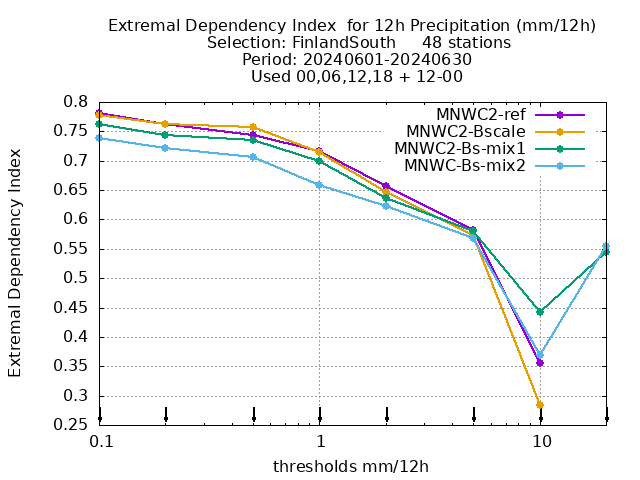 Extremal Dependency Index  for 12h Precipitation (mm/12h)
Selection: FinlandSouth     48 stations
Period: 20240601-20240630
Used 00,06,12,18 + 12-00
MNWC2-ref
MNWC2-Bscale
MNWC2-Bs-mix1
MNWC-Bs-mix2
Extremal Dependency Index
0.8
0.75
0.7
0.65
0.6
0.55
0.5
0.45
0.4
0.35
0.3
0.25
0.1 1 10
thresholds mm/12h